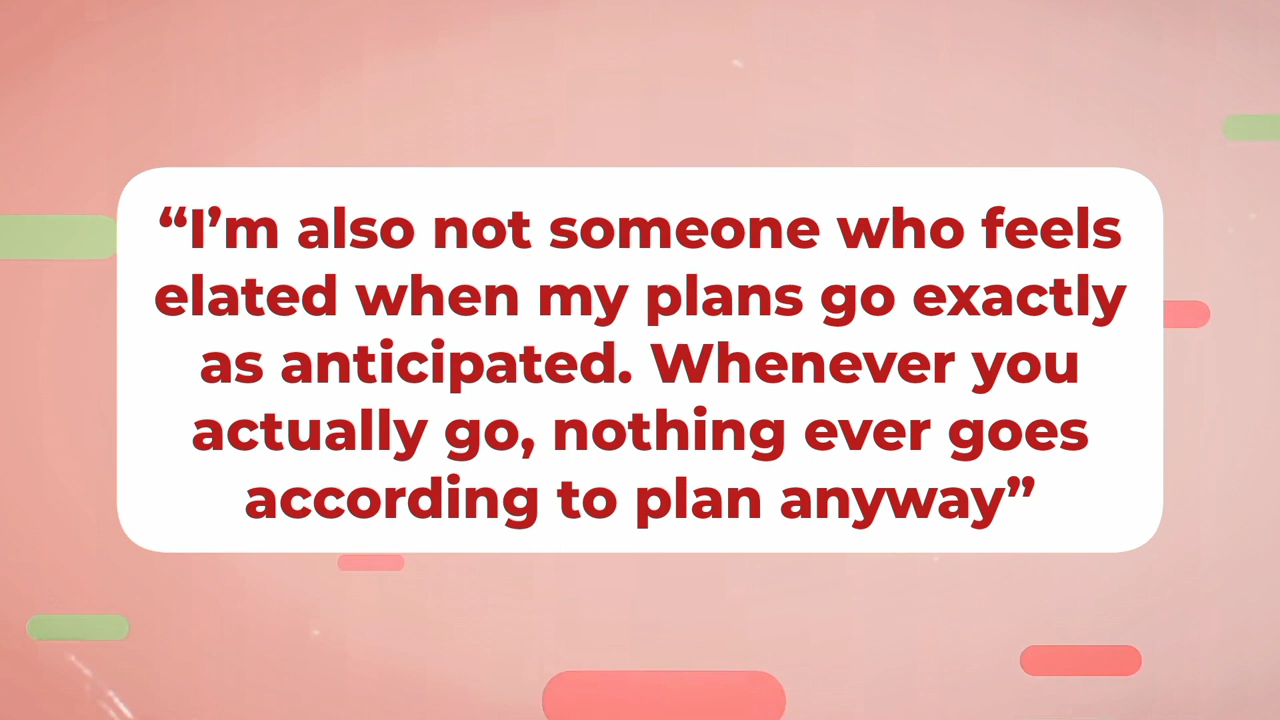 “I’m also not someone who feels
elated when my plans go exactly
as anticipated. Whenever you
actually go, nothing ever goes
according to plan anyway”